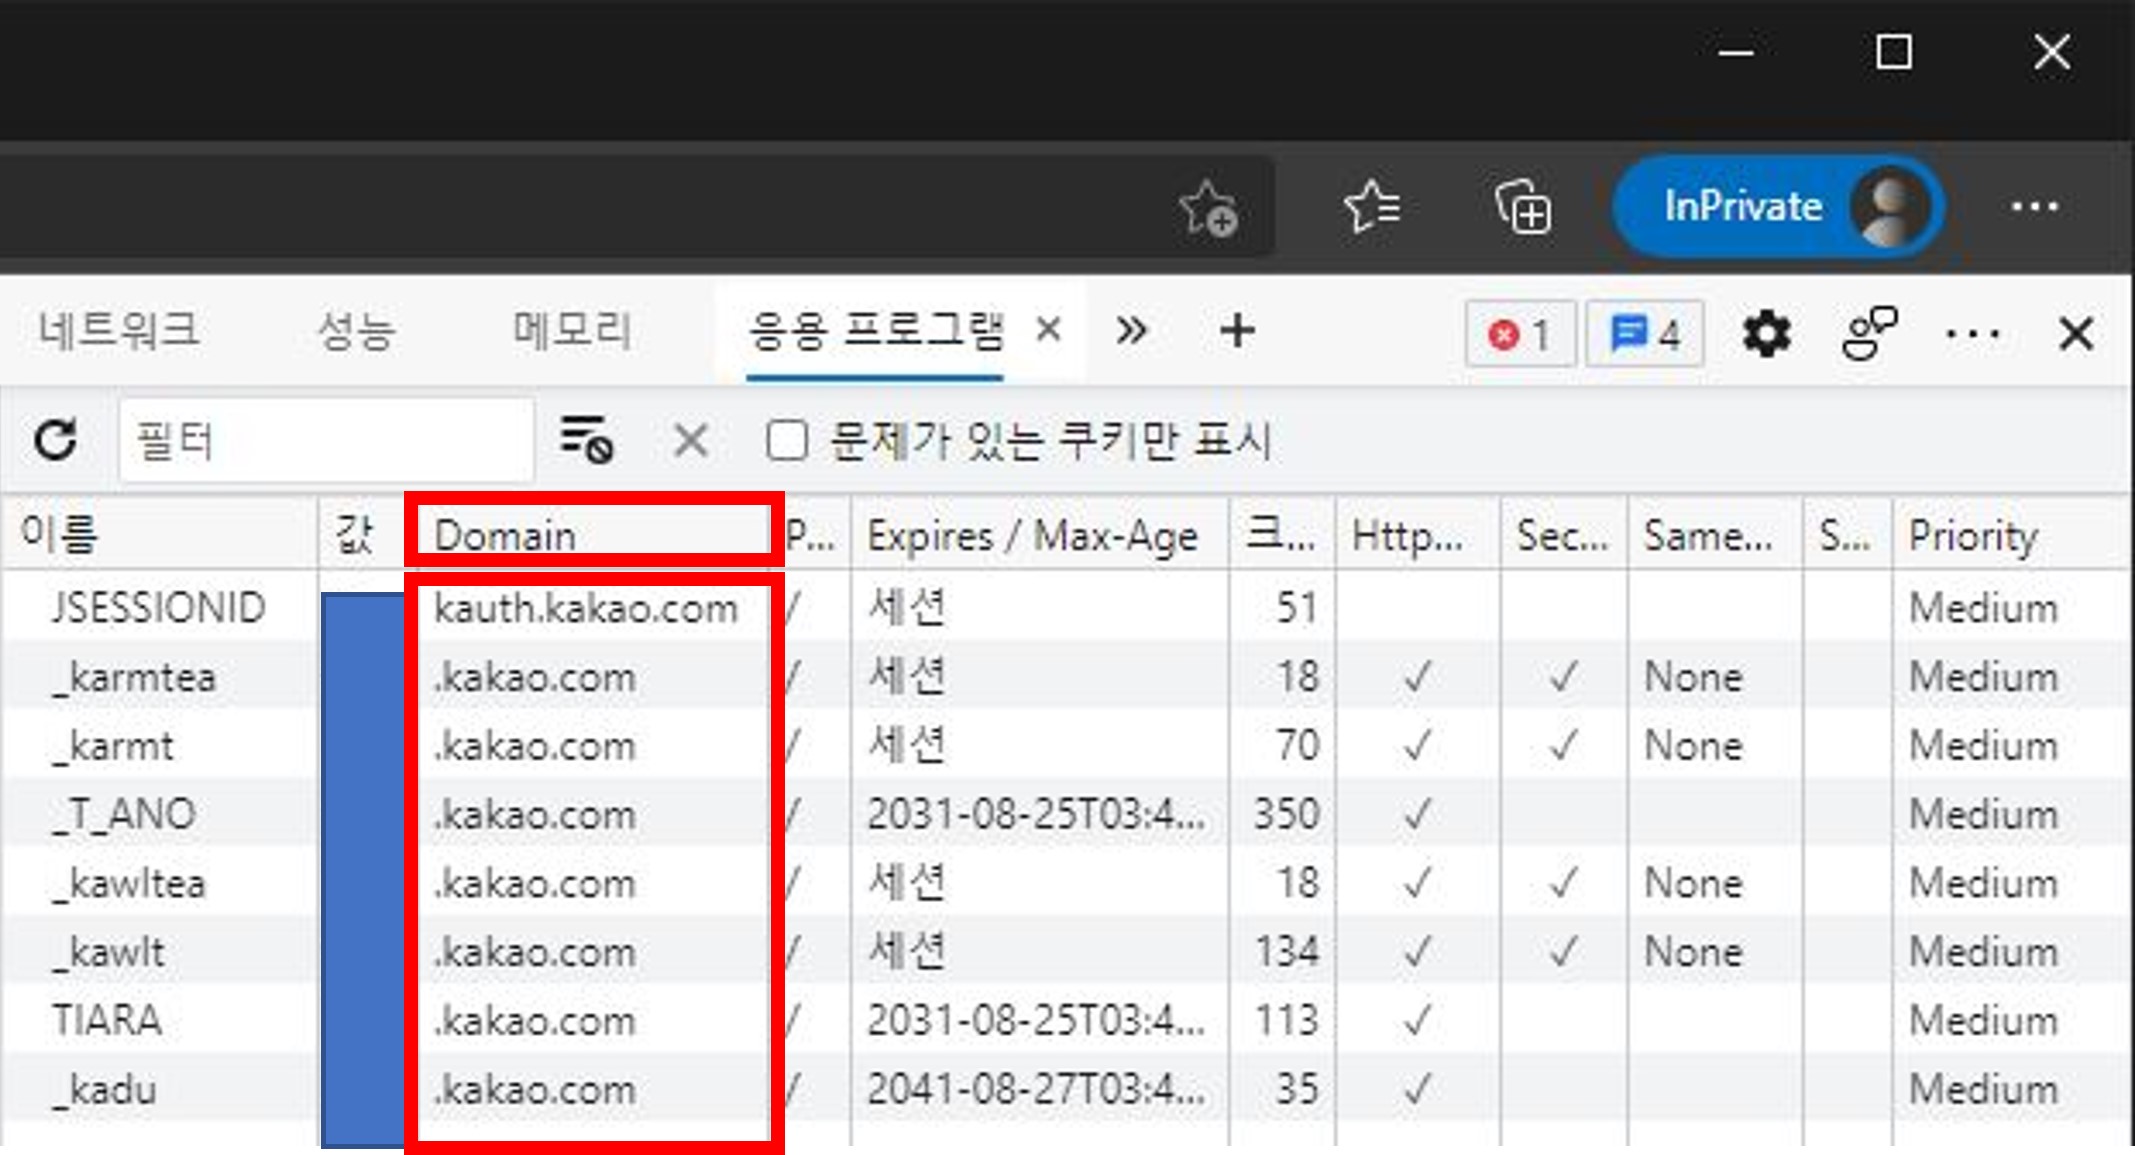 InPrivate
네트워크 성능 메모리 응용 프로그램 1 4
필터 문제가 있는 쿠키만 표시
이름 값 Domain P... Expires / Max-Age 크... Http... Sec... Same... S... Priority
JSESSIONID kauth.kakao.com / 세션 51 Medium
_karmtea .kakao.com / 세션 18 ✓ ✓ None Medium
_karmt .kakao.com / 세션 70 ✓ ✓ None Medium
_T_ANO .kakao.com / 2031-08-25T03:4... 350 ✓ Medium
_kawltea .kakao.com / 세션 18 ✓ ✓ None Medium
_kawlt .kakao.com / 세션 134 ✓ ✓ None Medium
TIARA .kakao.com / 2031-08-25T03:4... 113 ✓ Medium
_kadu .kakao.com / 2041-08-27T03:4... 35 ✓ Medium